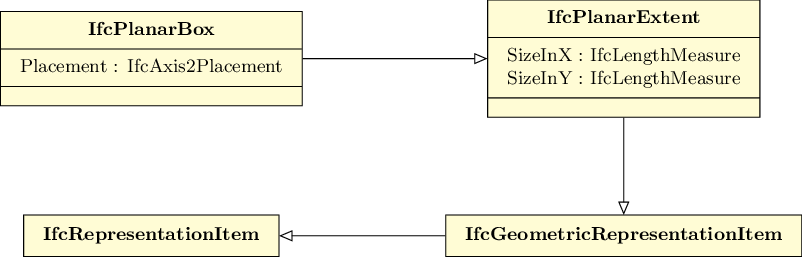 IfcPlanarBox
Placement : IfcAxis2Placement
IfcPlanarExtent
SizeInX : IfcLengthMeasure
SizeInY : IfcLengthMeasure
IfcRepresentationItem
IfcGeometricRepresentationItem